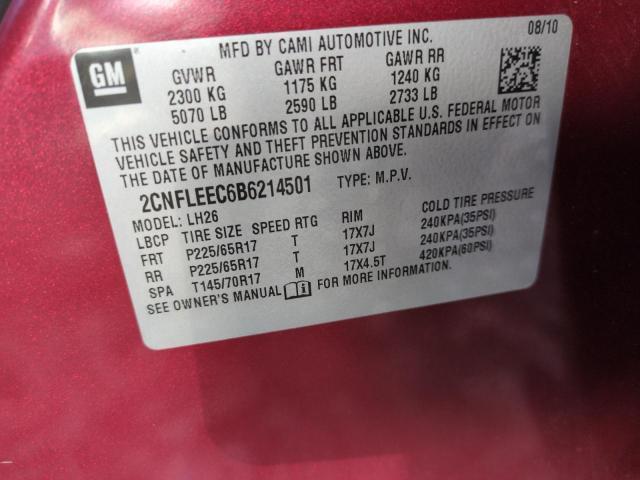 GM
MFD BY CAMI AUTOMOTIVE INC. 08/10
GVWR GAWR FRT GAWR RR
2300 KG 1175 KG 1240 KG
5070 LB 2590 LB 2733 LB
THIS VEHICLE CONFORMS TO ALL APPLICABLE U.S. FEDERAL MOTOR
VEHICLE SAFETY AND THEFT PREVENTION STANDARDS IN EFFECT ON
THE DATE OF MANUFACTURE SHOWN ABOVE.
2CNFLEEC6B6214501 TYPE: M.P.V.
MODEL: LH26
LBCP TIRE SIZE SPEED RTG RIM COLD TIRE PRESSURE
FRT P225/65R17 T 17X7J 240KPA(35PSI)
RR P225/65R17 T 17X7J 240KPA(35PSI)
SPA T145/70R17 M 17X4.5T 420KPA(60PSI)
SEE OWNER'S MANUAL i FOR MORE INFORMATION.